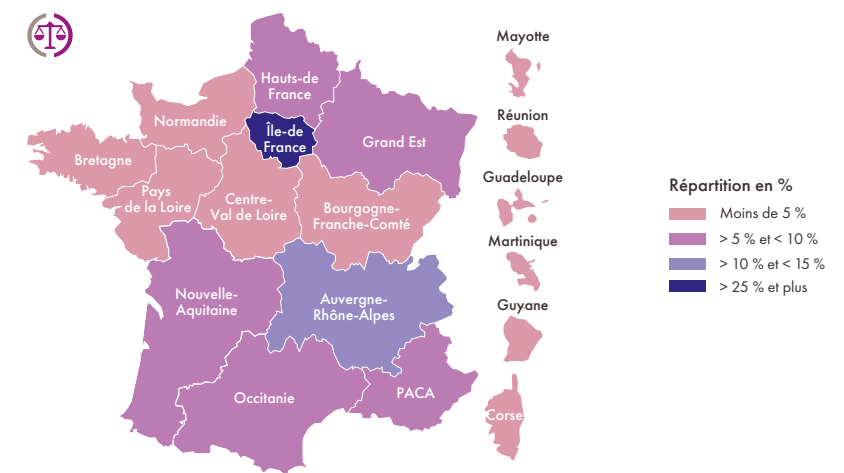 Mayotte
Hauts-de
France
Réunion
Normandie
Île-de
France
Grand Est
Bretagne
Guadeloupe
Pays
de la Loire
Centre-
Val de Loire
Bourgogne-
Franche-Comté
Martinique
Nouvelle-
Aquitaine
Auvergne-
Rhône-Alpes
Guyane
Occitanie
PACA
Corse
Répartition en %
Moins de 5 %
> 5 % et < 10 %
> 10 % et < 15 %
> 25 % et plus